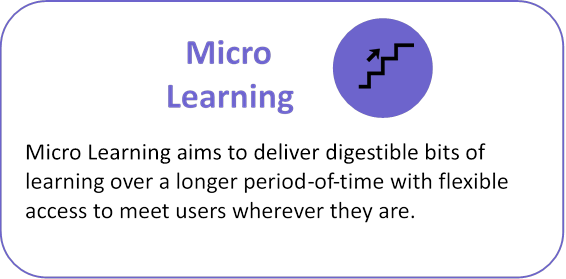 Micro
Learning
Micro Learning aims to deliver digestible bits of
learning over a longer period-of-time with flexible
access to meet users wherever they are.